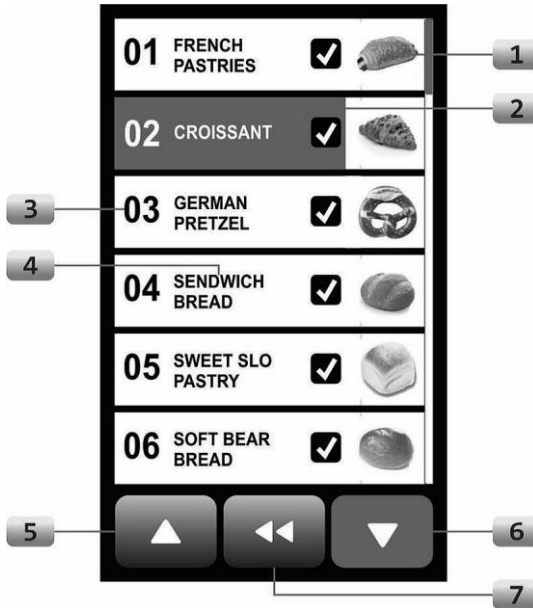 01 FRENCH
PASTRIES
1
2
02 CROISSANT
3
03 GERMAN
PRETZEL
4
04 SENDWICH
BREAD
05 SWEET SLO
PASTRY
06 SOFT BEAR
BREAD
5
6
7